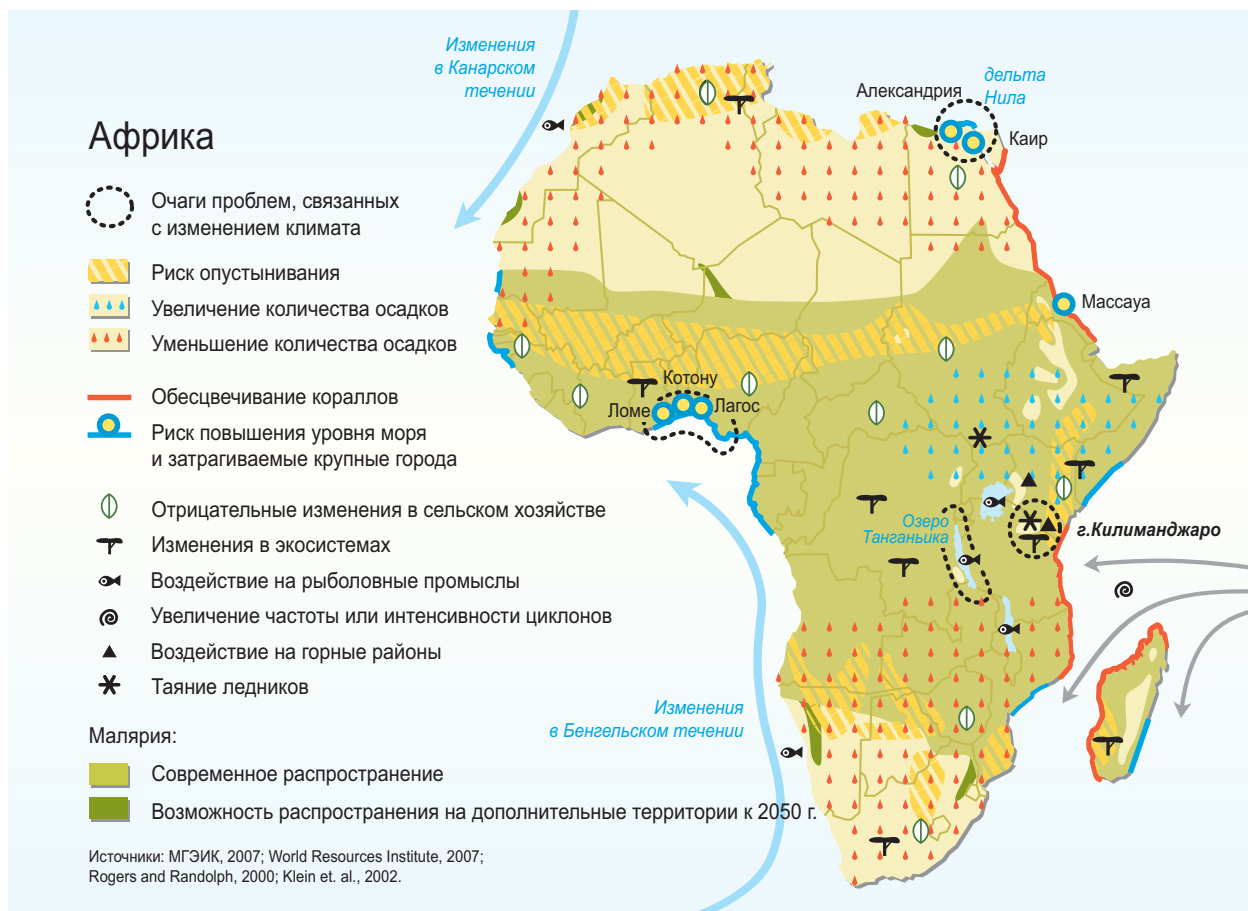 Африка
Очаги проблем, связанных
с изменением климата
Риск опустынивания
Увеличение количества осадков
Уменьшение количества осадков
Обесцвечивание кораллов
Риск повышения уровня моря
и затрагиваемые крупные города
Отрицательные изменения в сельском хозяйстве
Изменения в экосистемах
Воздействие на рыболовные промыслы
Увеличение частоты или интенсивности циклонов
Воздействие на горные районы
Таяние ледников
Малярия:
Современное распространение
Возможность распространения на дополнительные территории к 2050 г.
Источники: МГЭИК, 2007; World Resources Institute, 2007;
Rogers and Randolph, 2000; Klein et. al., 2002.
Изменения
в Канарском
течении
дельта
Нила
Александрия
Каир
Массауа
Котону
Ломе
Лагос
Озеро
Танганьика
г.Килиманджаро
Изменения
в Бенгельском течении